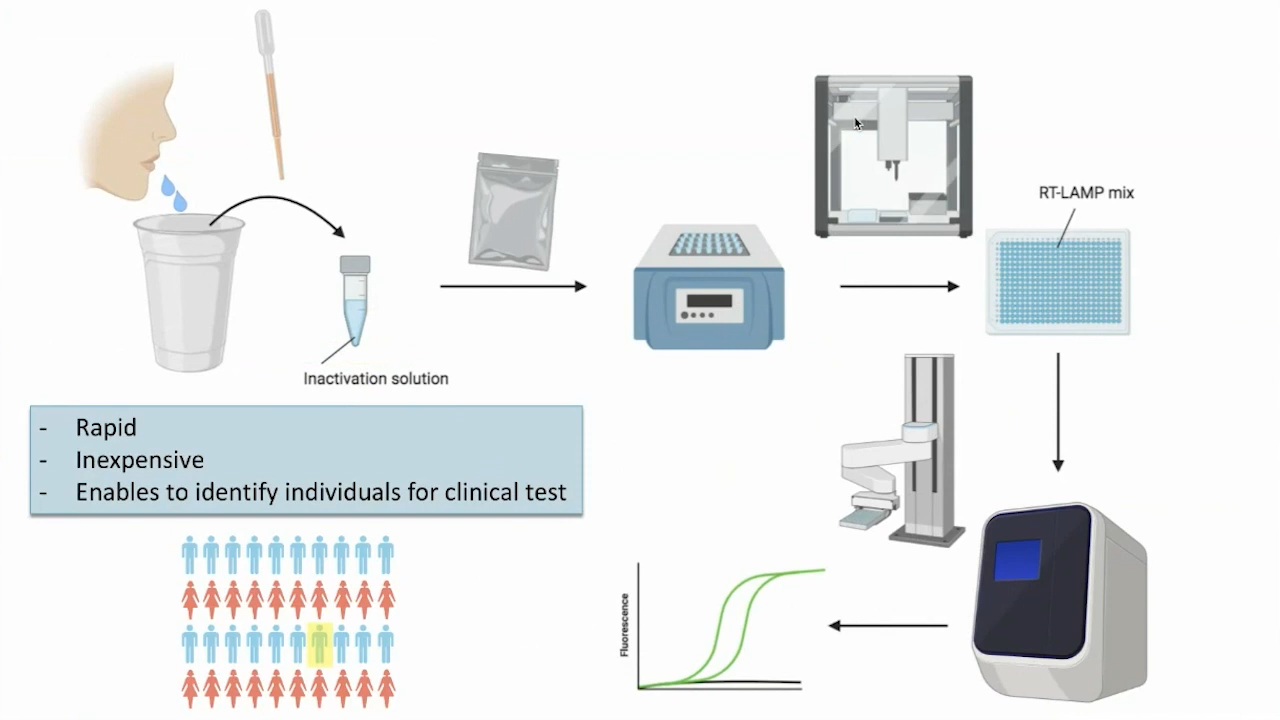 RT-LAMP mix
Inactivation solution
- Rapid
- Inexpensive
- Enables to identify individuals for clinical test
Fluorescence